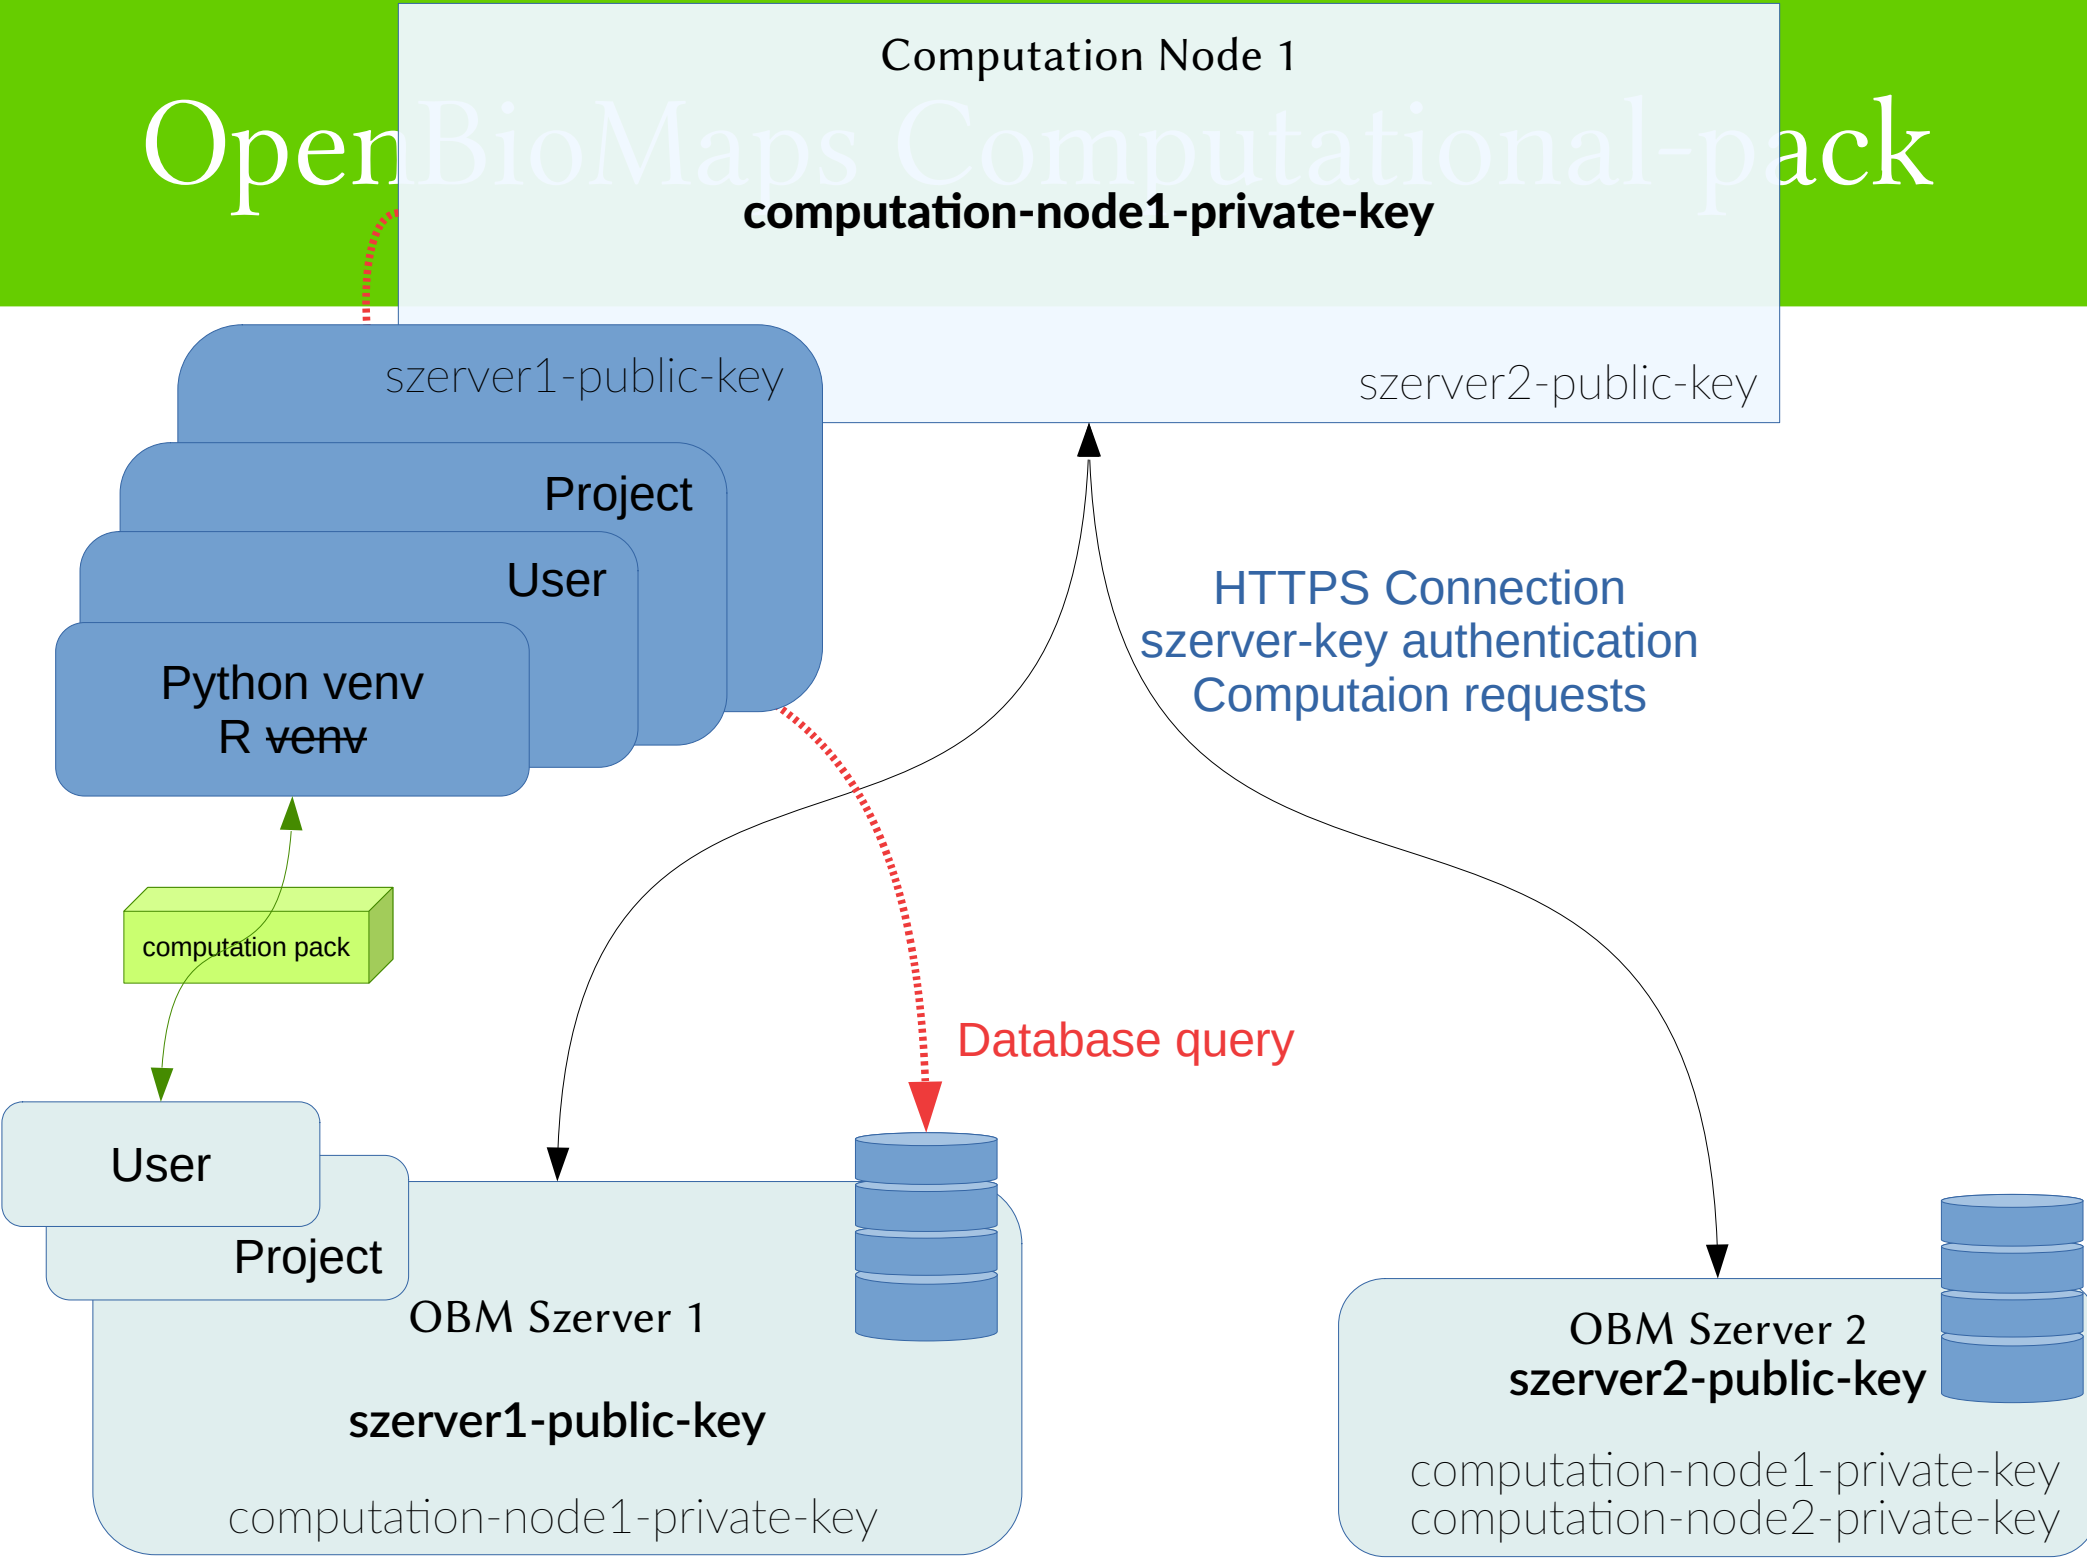 Computation Node 1
OpenBioMaps Computational-pack
computation-node1-private-key
szerver1-public-key
szerver2-public-key
Project
User
Python venv
R venv
HTTPS Connection
szerver-key authentication
Computaion requests
computation pack
Database query
User
Project
OBM Szerver 1
szerver1-public-key
computation-node1-private-key
OBM Szerver 2
szerver2-public-key
computation-node1-private-key
computation-node2-private-key